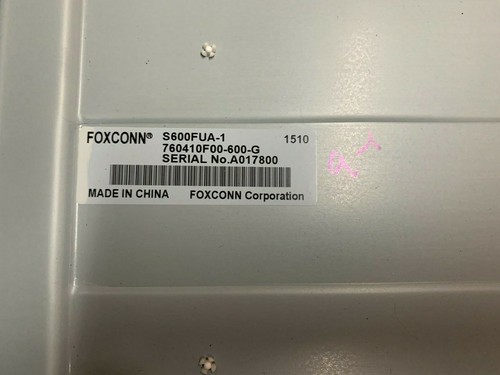 FOXCONN® S600FUA-1 1510
760410F00-600-G
SERIAL No.A017800
MADE IN CHINA FOXCONN Corporation